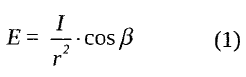 E = I / r² · cos β (1)